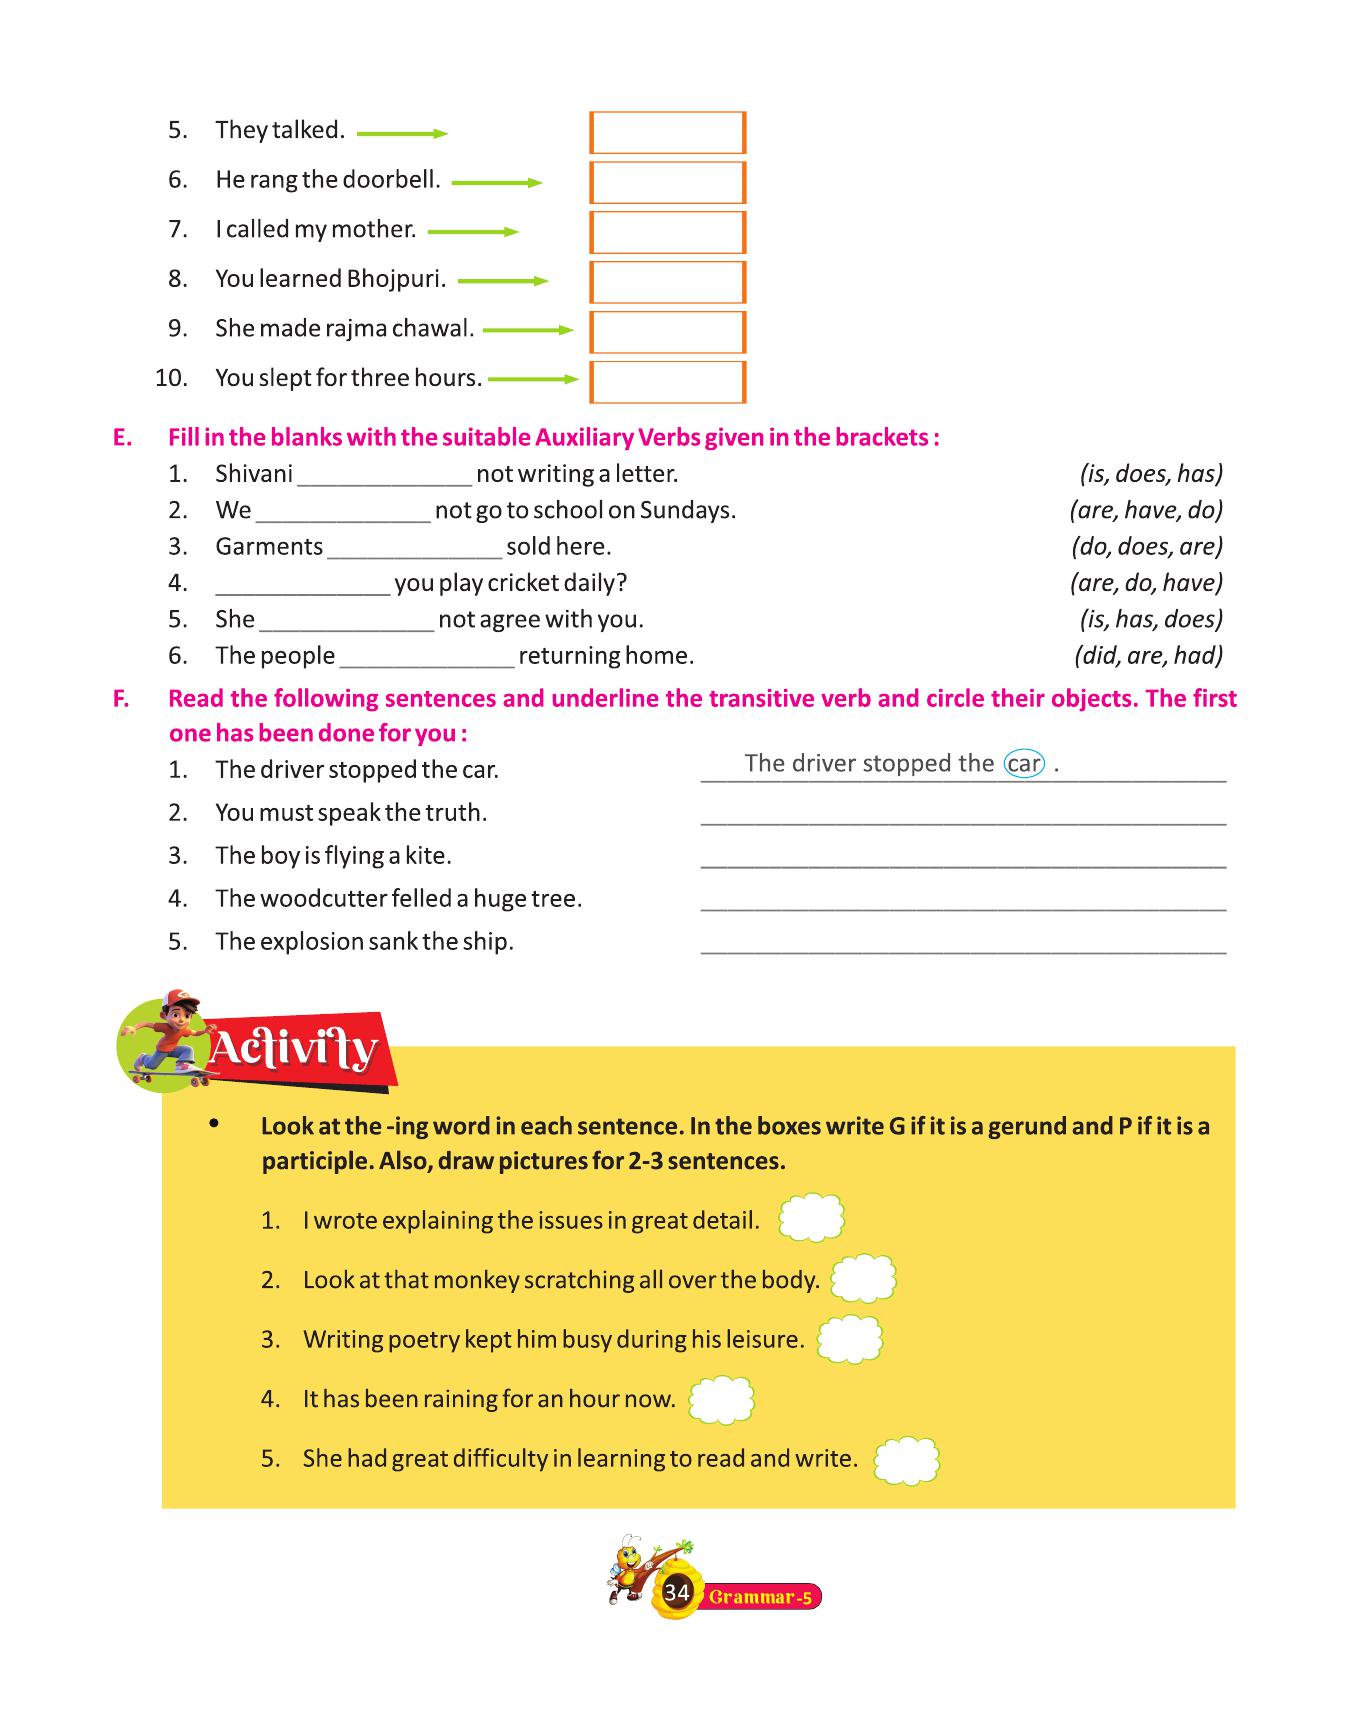 5. They talked.
6. He rang the doorbell.
7. I called my mother.
8. You learned Bhojpuri.
9. She made rajma chawal.
10. You slept for three hours.
E. Fill in the blanks with the suitable Auxiliary Verbs given in the brackets :
1. Shivani ______________ not writing a letter. (is, does, has)
2. We ______________ not go to school on Sundays. (are, have, do)
3. Garments ______________ sold here. (do, does, are)
4. ______________ you play cricket daily? (are, do, have)
5. She ______________ not agree with you. (is, has, does)
6. The people ______________ returning home. (did, are, had)
F. Read the following sentences and underline the transitive verb and circle their objects. The first
one has been done for you :
1. The driver stopped the car. The driver stopped the car .
2. You must speak the truth.
3. The boy is flying a kite.
4. The woodcutter felled a huge tree.
5. The explosion sank the ship.
Activity
• Look at the -ing word in each sentence. In the boxes write G if it is a gerund and P if it is a
participle. Also, draw pictures for 2-3 sentences.
1. I wrote explaining the issues in great detail.
2. Look at that monkey scratching all over the body.
3. Writing poetry kept him busy during his leisure.
4. It has been raining for an hour now.
5. She had great difficulty in learning to read and write.
34 Grammar-5